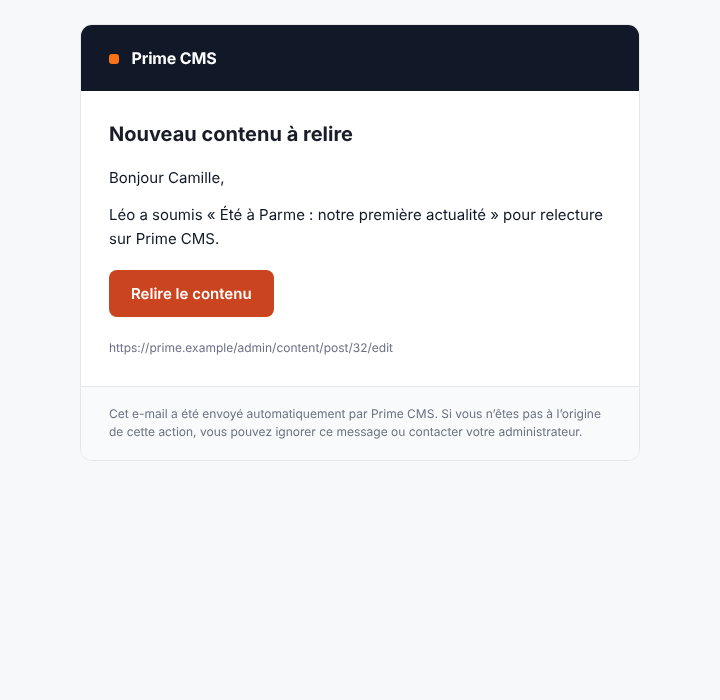 Prime CMS
Nouveau contenu à relire
Bonjour Camille,
Léo a soumis « Été à Parme : notre première actualité » pour relecture
sur Prime CMS.
Relire le contenu
https://prime.example/admin/content/post/32/edit
Cet e-mail a été envoyé automatiquement par Prime CMS. Si vous n’êtes pas à l’origine
de cette action, vous pouvez ignorer ce message ou contacter votre administrateur.